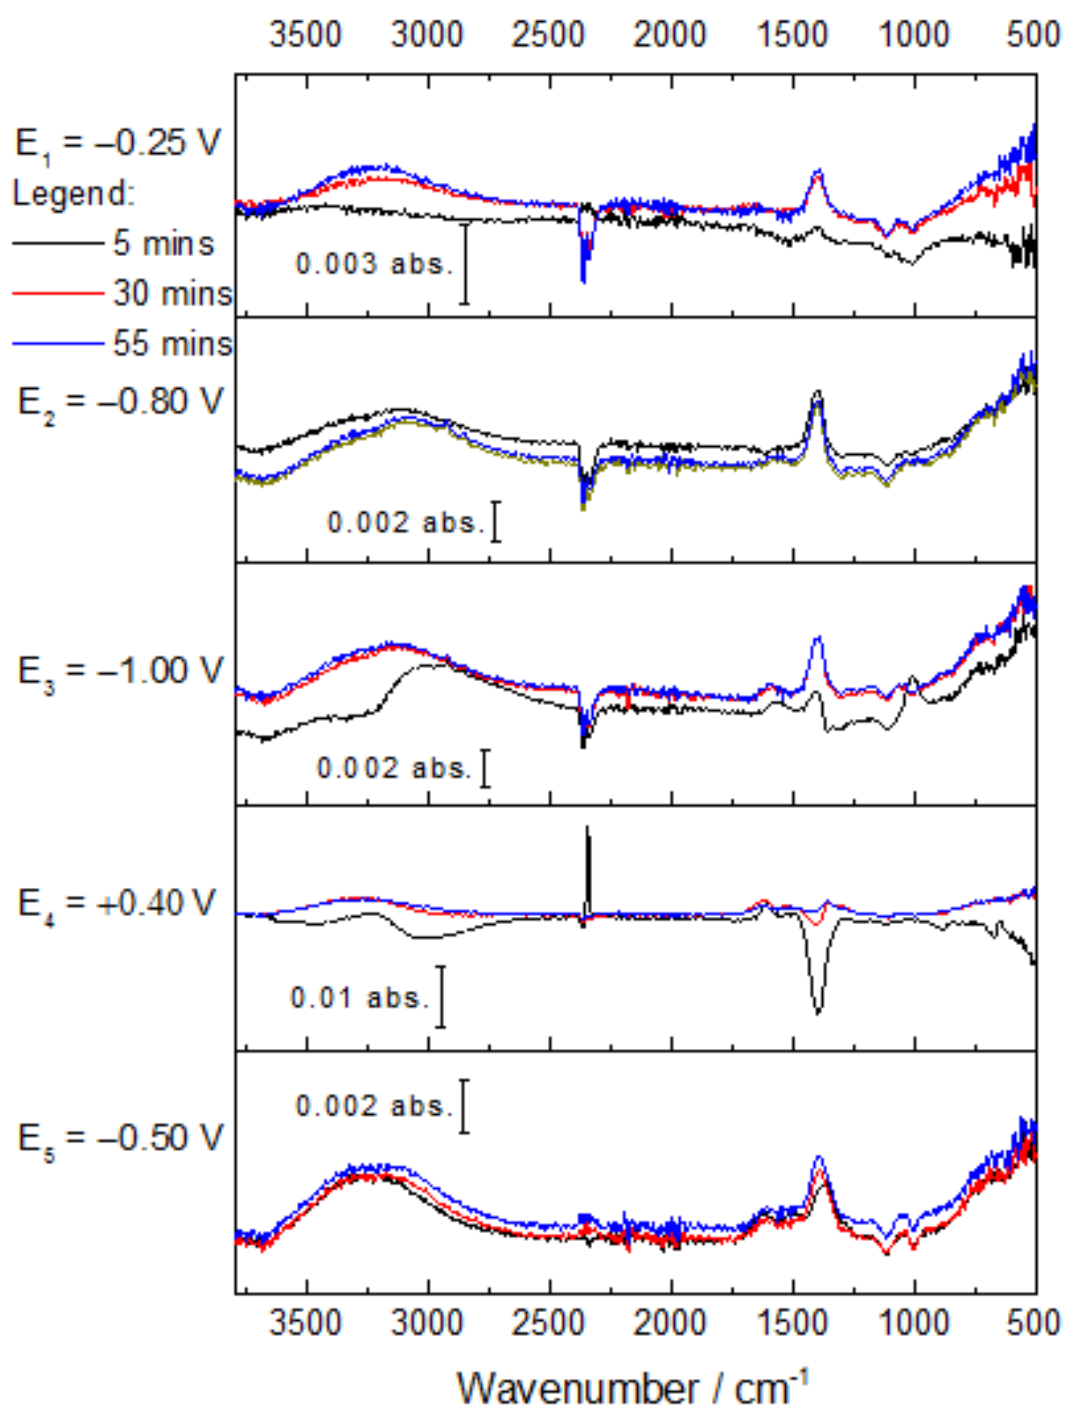 3500 3000 2500 2000 1500 1000 500
E₁ = –0.25 V
Legend:
5 mins
30 mins
55 mins
0.003 abs.
E₂ = –0.80 V
0.002 abs.
E₃ = –1.00 V
0.002 abs.
E₄ = +0.40 V
0.01 abs.
E₅ = –0.50 V
0.002 abs.
3500 3000 2500 2000 1500 1000 500
Wavenumber / cm⁻¹